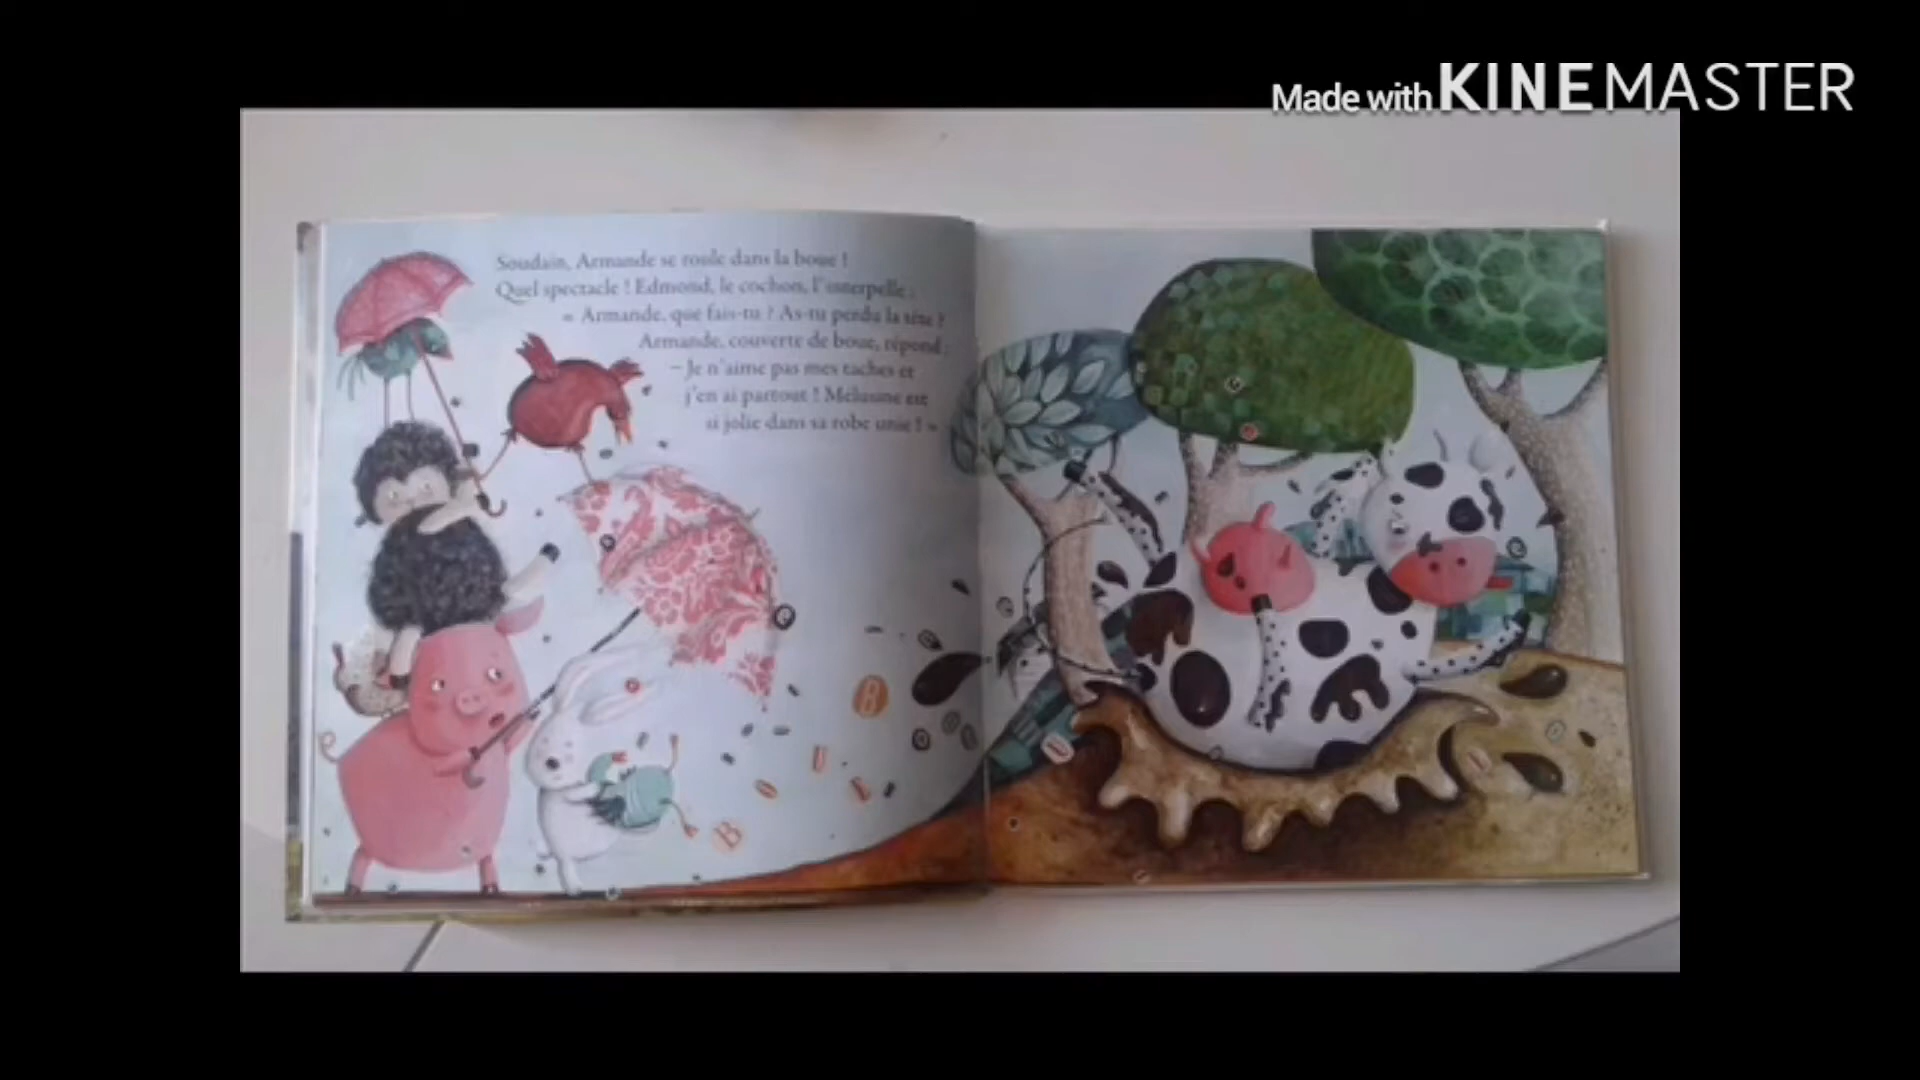 Made with KINEMASTER
Soudain, Armande se roule dans la boue !
Quel spectacle ! Edmond, le cochon, l'interpelle :
« Armande, que fais-tu ? As-tu perdu la tête ?
Armande, couverte de boue, répond :
– Je n'aime pas mes taches et
j'en ai partout ! Mélusine est
si jolie dans sa robe unie ! »
B
O
U
E
B